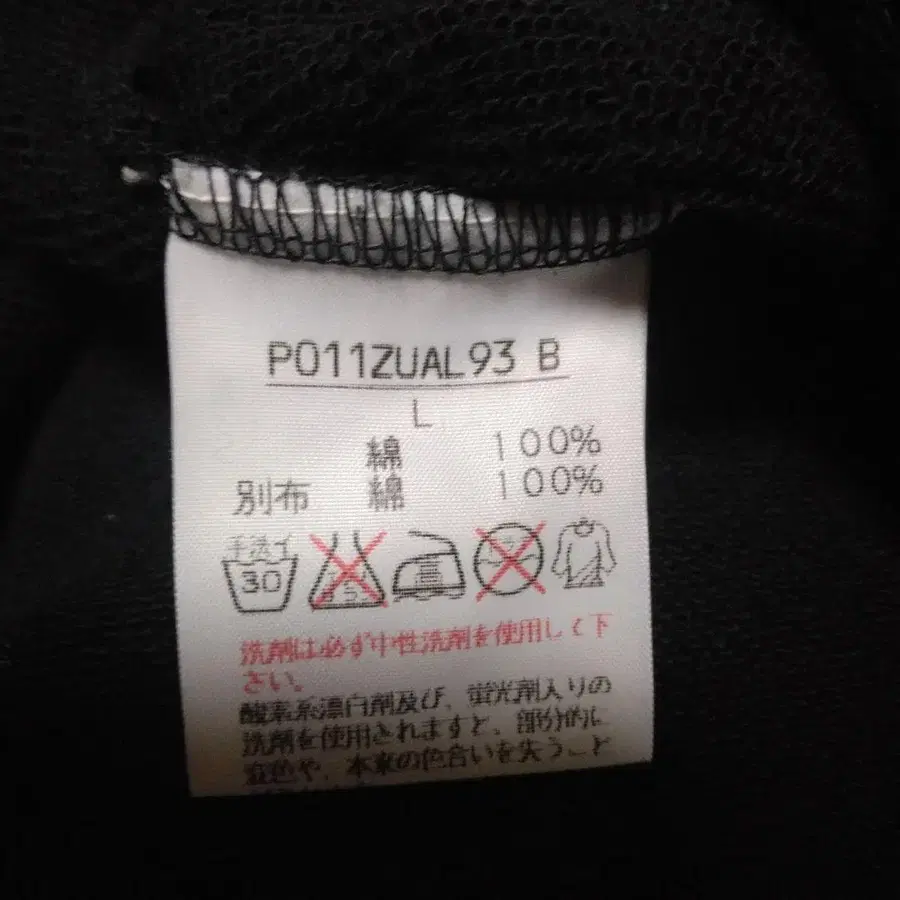 P011ZUAL93 B
L
綿 100%
別布 綿 100%
手洗イ
30
洗剤は必ず中性洗剤を使用して下
さい。
酸素系漂白剤及び、蛍光剤入りの
洗剤を使用されますと、部分的に
変色や、本来の色合いを失うこと